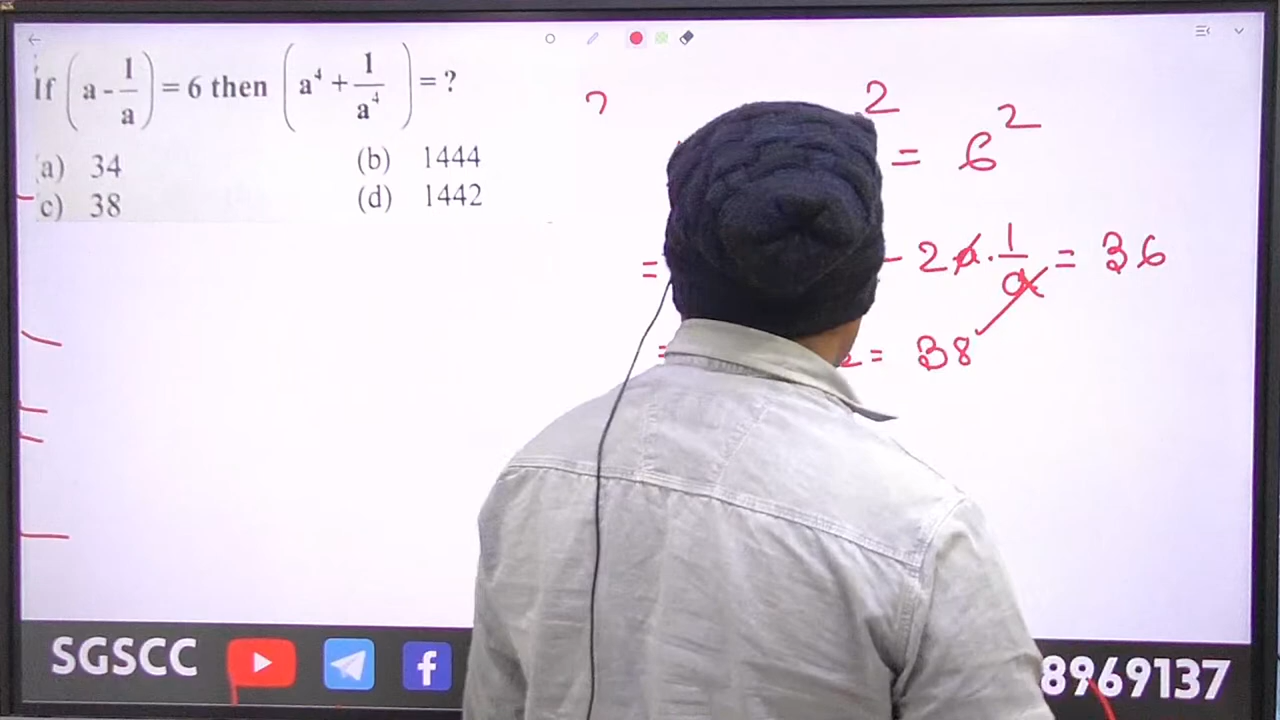 If (a - 1/a) = 6 then (a⁴ + 1/a⁴) = ?
(a) 34 (b) 1444
(c) 38 (d) 1442
2 = 6²
= - 2a.1/a = 36
= 2 = 38
SGSCC
8969137